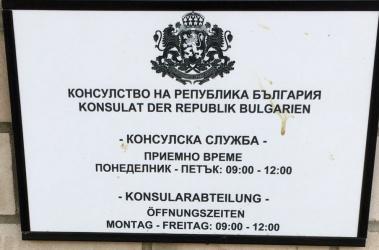 КОНСУЛСТВО НА РЕПУБЛИКА БЪЛГАРИЯ
KONSULAT DER REPUBLIK BULGARIEN
- КОНСУЛСКА СЛУЖБА -
ПРИЕМНО ВРЕМЕ
ПОНЕДЕЛНИК - ПЕТЪК: 09:00 - 12:00
- KONSULARABTEILUNG -
ÖFFNUNGSZEITEN
MONTAG - FREITAG: 09:00 - 12:00